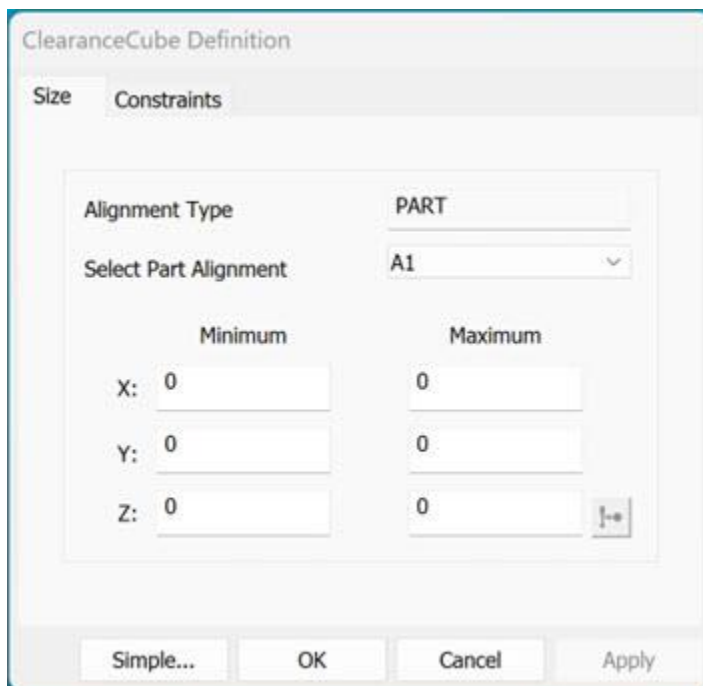 ClearanceCube Definition
Size Constraints
Alignment Type PART
Select Part Alignment A1
Minimum Maximum
X: 0 0
Y: 0 0
Z: 0 0
Simple... OK Cancel Apply